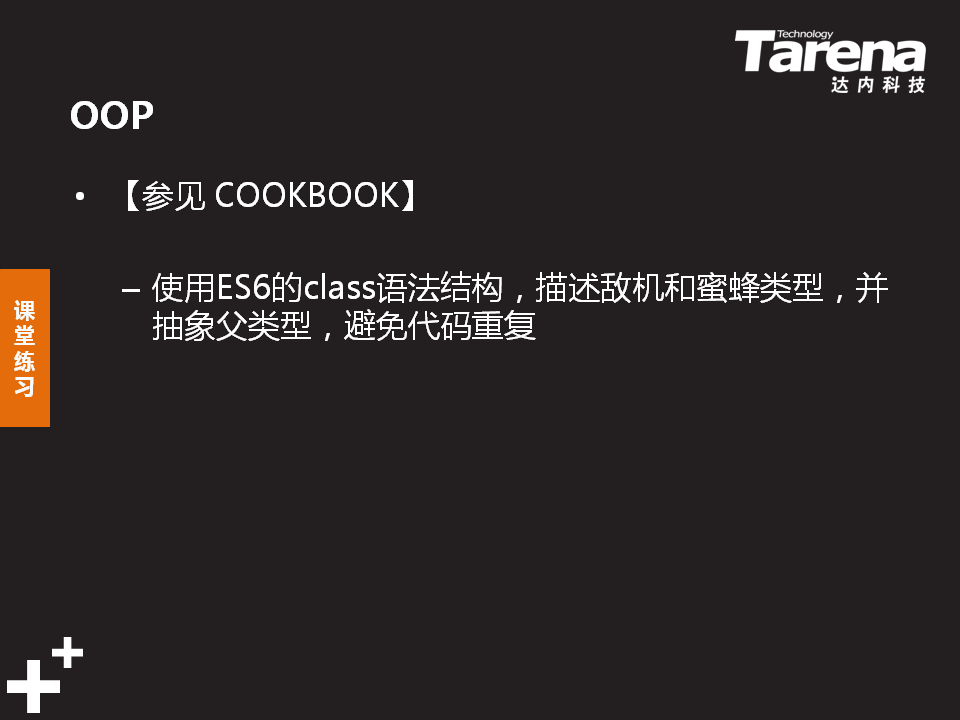 Technology
Tarena
达内科技
OOP
• 【参见 COOKBOOK】
– 使用ES6的class语法结构，描述敌机和蜜蜂类型，并
抽象父类型，避免代码重复
课
堂
练
习